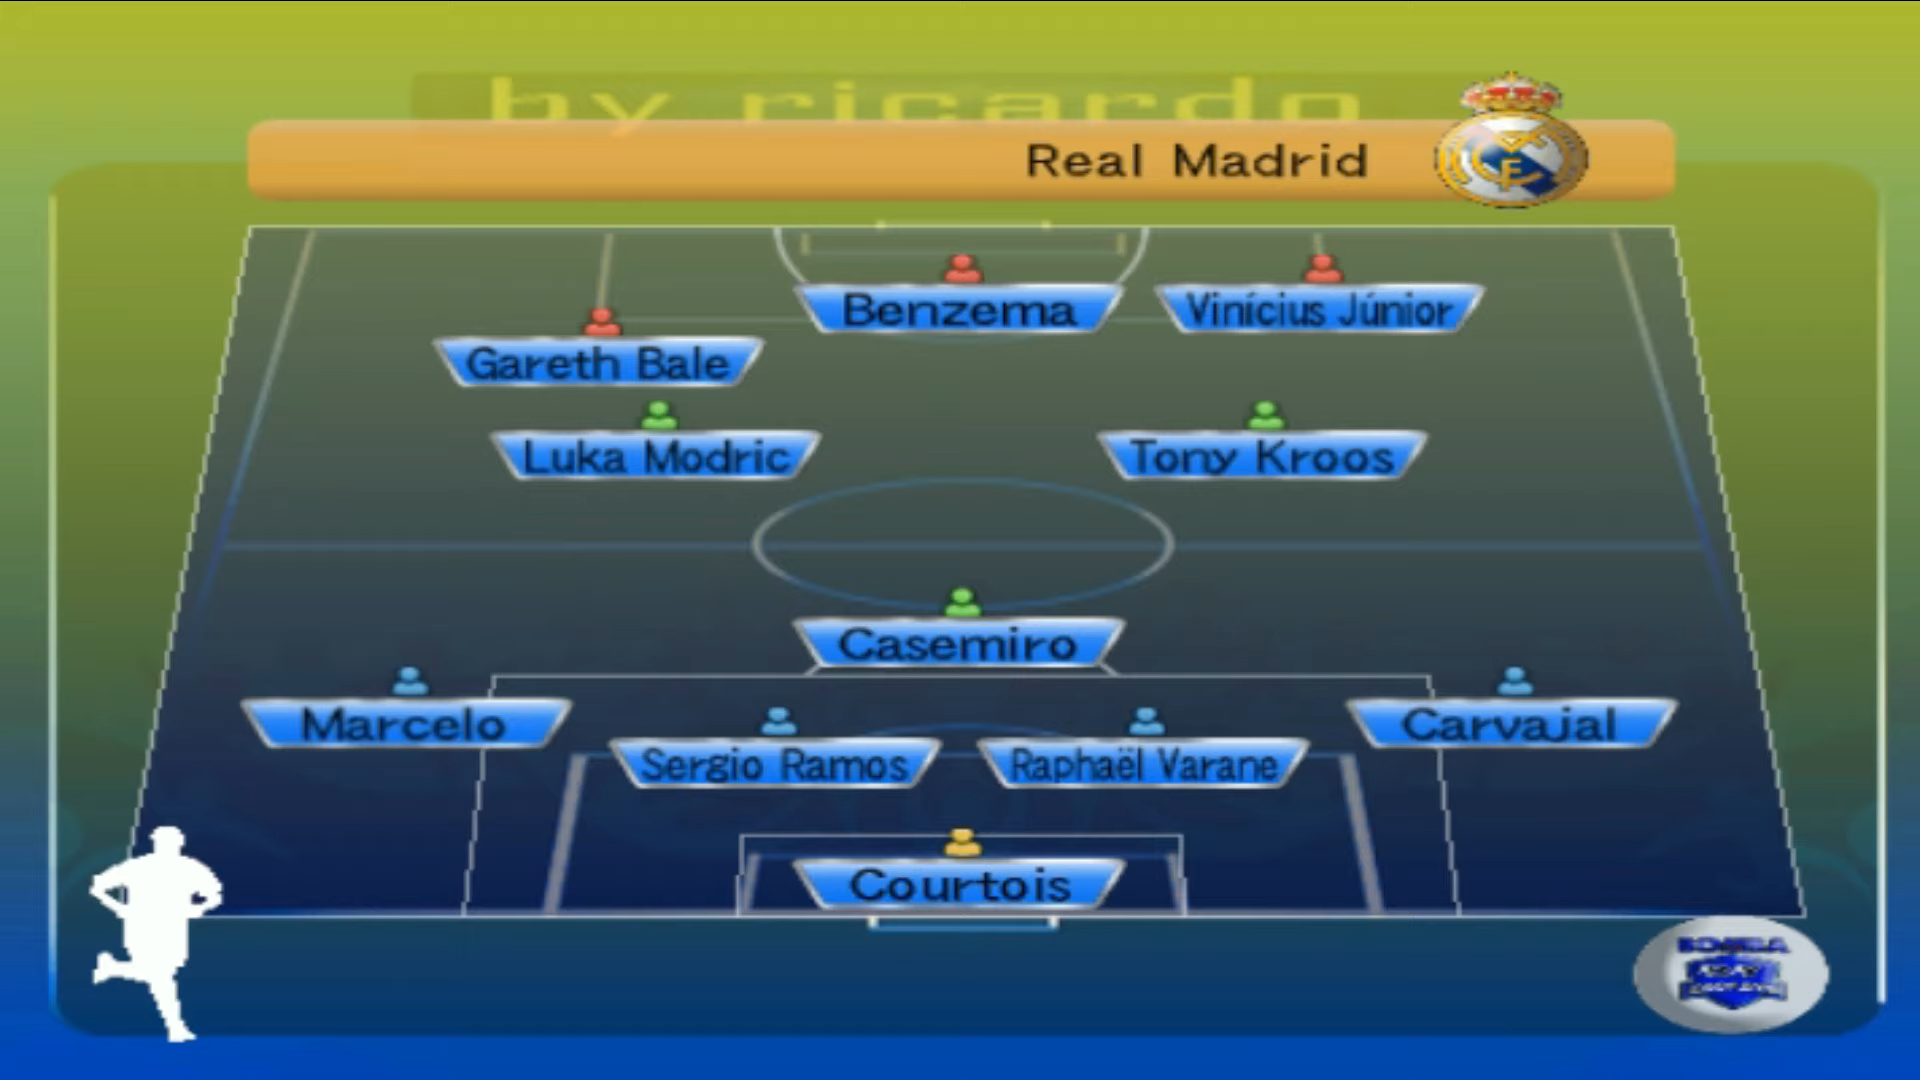 by ricardo
Real Madrid
Benzema
Vinícius Júnior
Gareth Bale
Luka Modric
Tony Kroos
Casemiro
Marcelo
Carvajal
Sergio Ramos
Raphaël Varane
Courtois